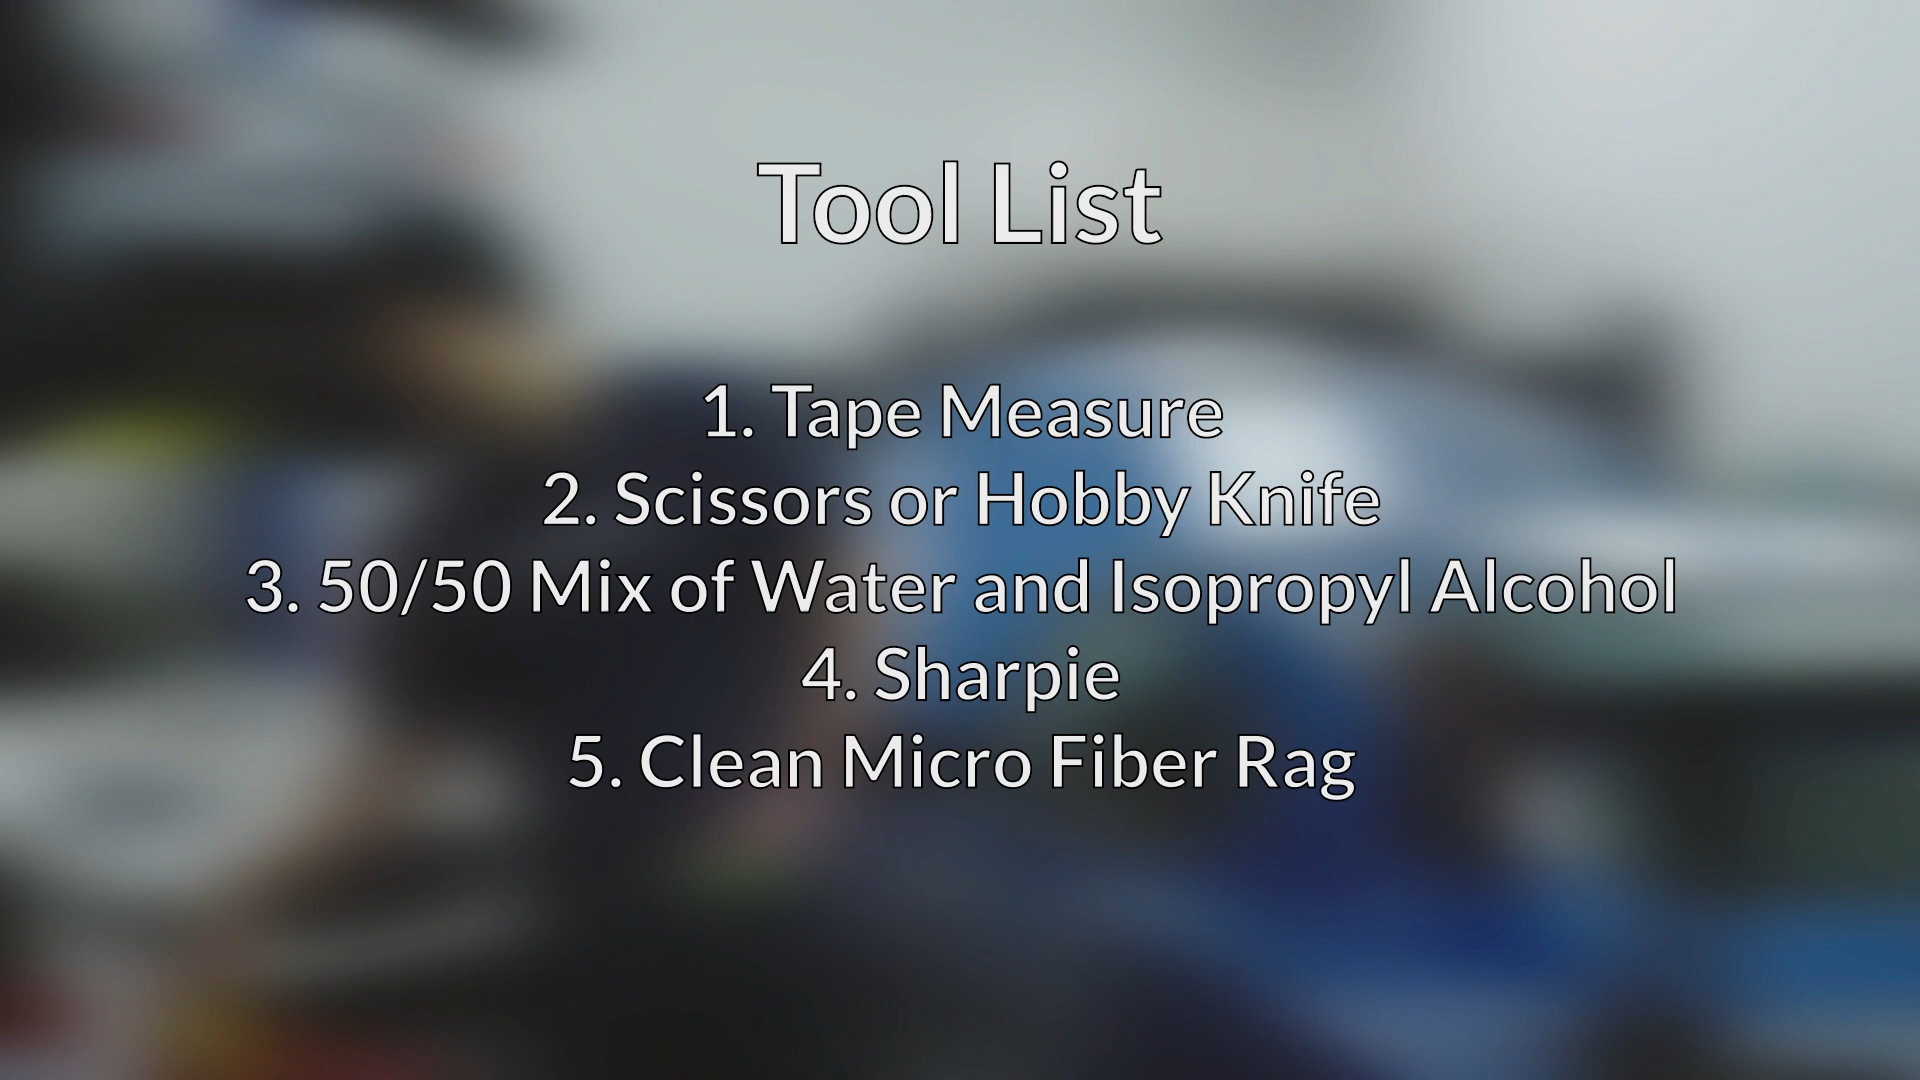 Tool List
1. Tape Measure
2. Scissors or Hobby Knife
3. 50/50 Mix of Water and Isopropyl Alcohol
4. Sharpie
5. Clean Micro Fiber Rag